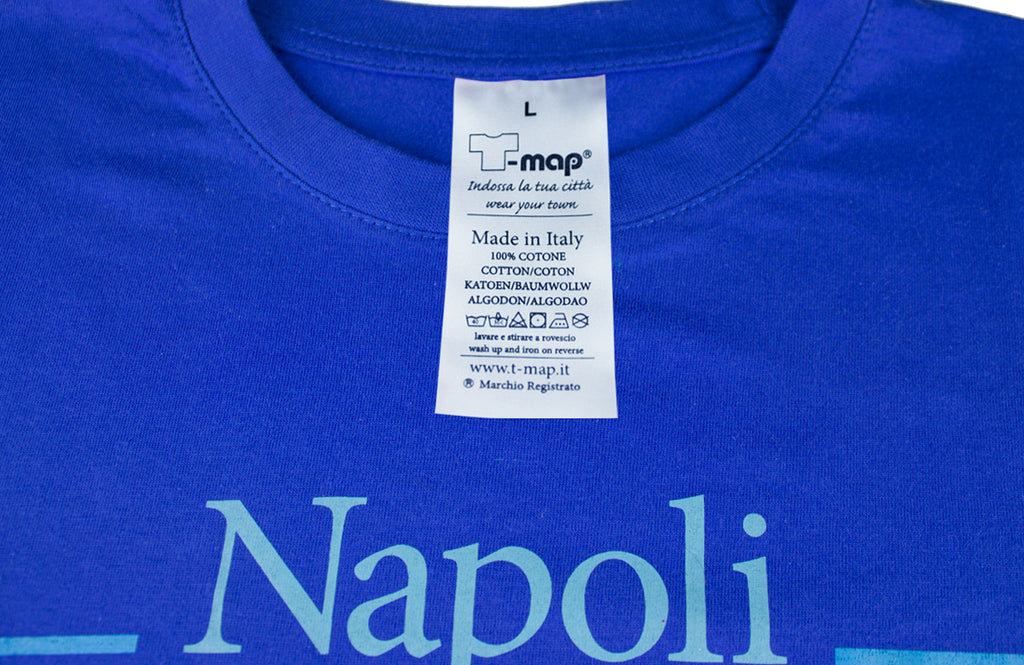 L
T-map®
Indossa la tua città
wear your town
Made in Italy
100% COTONE
COTTON/COTON
KATOEN/BAUMWOLLW
ALGODON/ALGODAO
lavare e stirare a rovescio
wash up and iron on reverse
www.t-map.it
® Marchio Registrato
Napoli